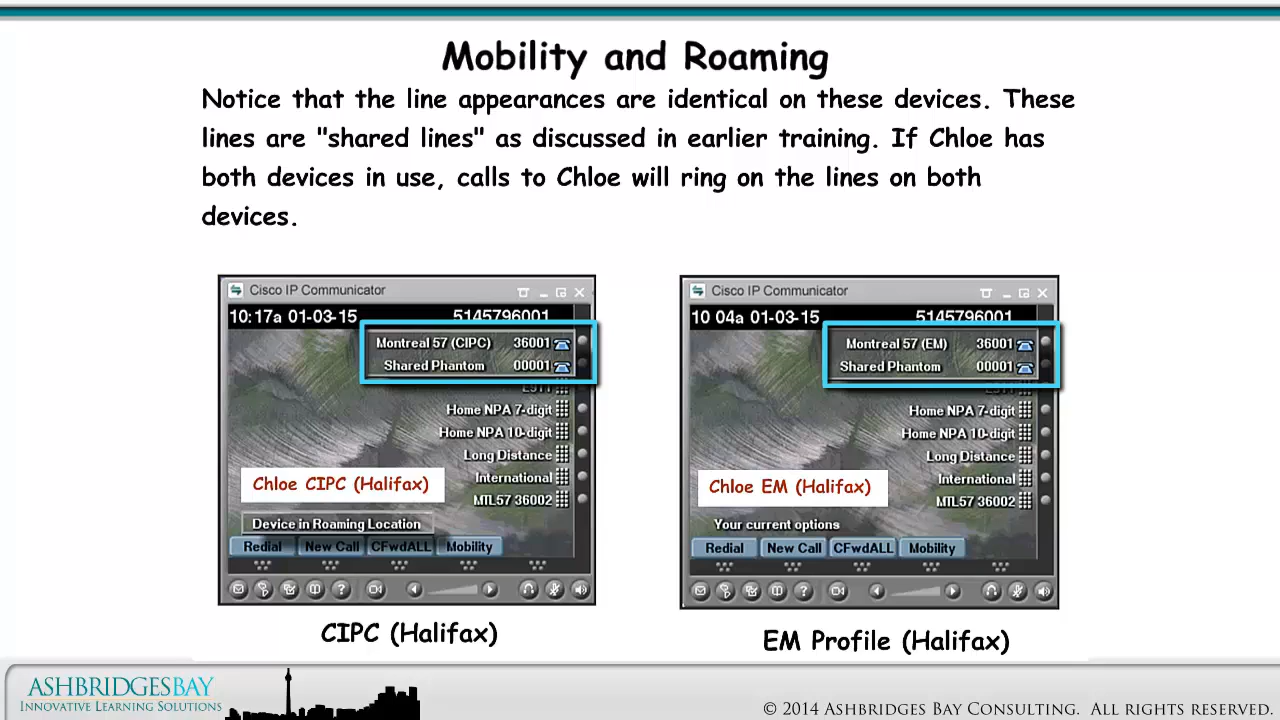 Mobility and Roaming
Notice that the line appearances are identical on these devices. These
lines are "shared lines" as discussed in earlier training. If Chloe has
both devices in use, calls to Chloe will ring on the lines on both
devices.
Cisco IP Communicator
10:17a 01-03-15 5145796001
Montreal 57 (CIPC) 36001
Shared Phantom 00001
Home NPA 7-digit
Home NPA 10-digit
Long Distance
International
MTL57 36002
Chloe CIPC (Halifax)
Device in Roaming Location
Redial New Call CFwdALL Mobility
CIPC (Halifax)
Cisco IP Communicator
10 04a 01-03-15 5145796001
Montreal 57 (EM) 36001
Shared Phantom 00001
Home NPA 7-digit
Home NPA 10-digit
Long Distance
International
MTL57 36002
Chloe EM (Halifax)
Your current options
Redial New Call CFwdALL Mobility
EM Profile (Halifax)
ASHBRIDGESBAY
INNOVATIVE LEARNING SOLUTIONS
© 2014 ASHBRIDGES BAY CONSULTING. ALL RIGHTS RESERVED.